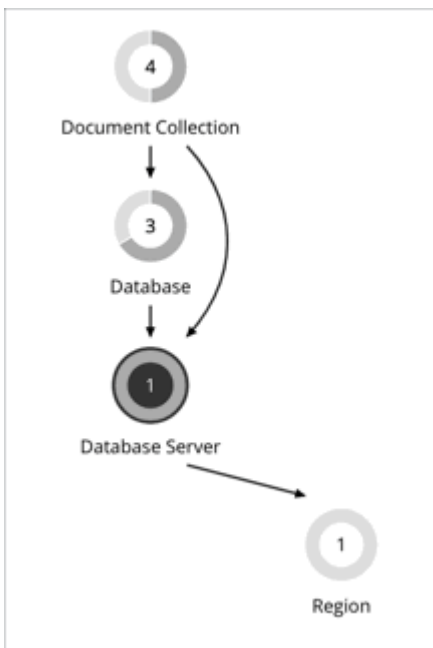 4
Document Collection
3
Database
1
Database Server
1
Region